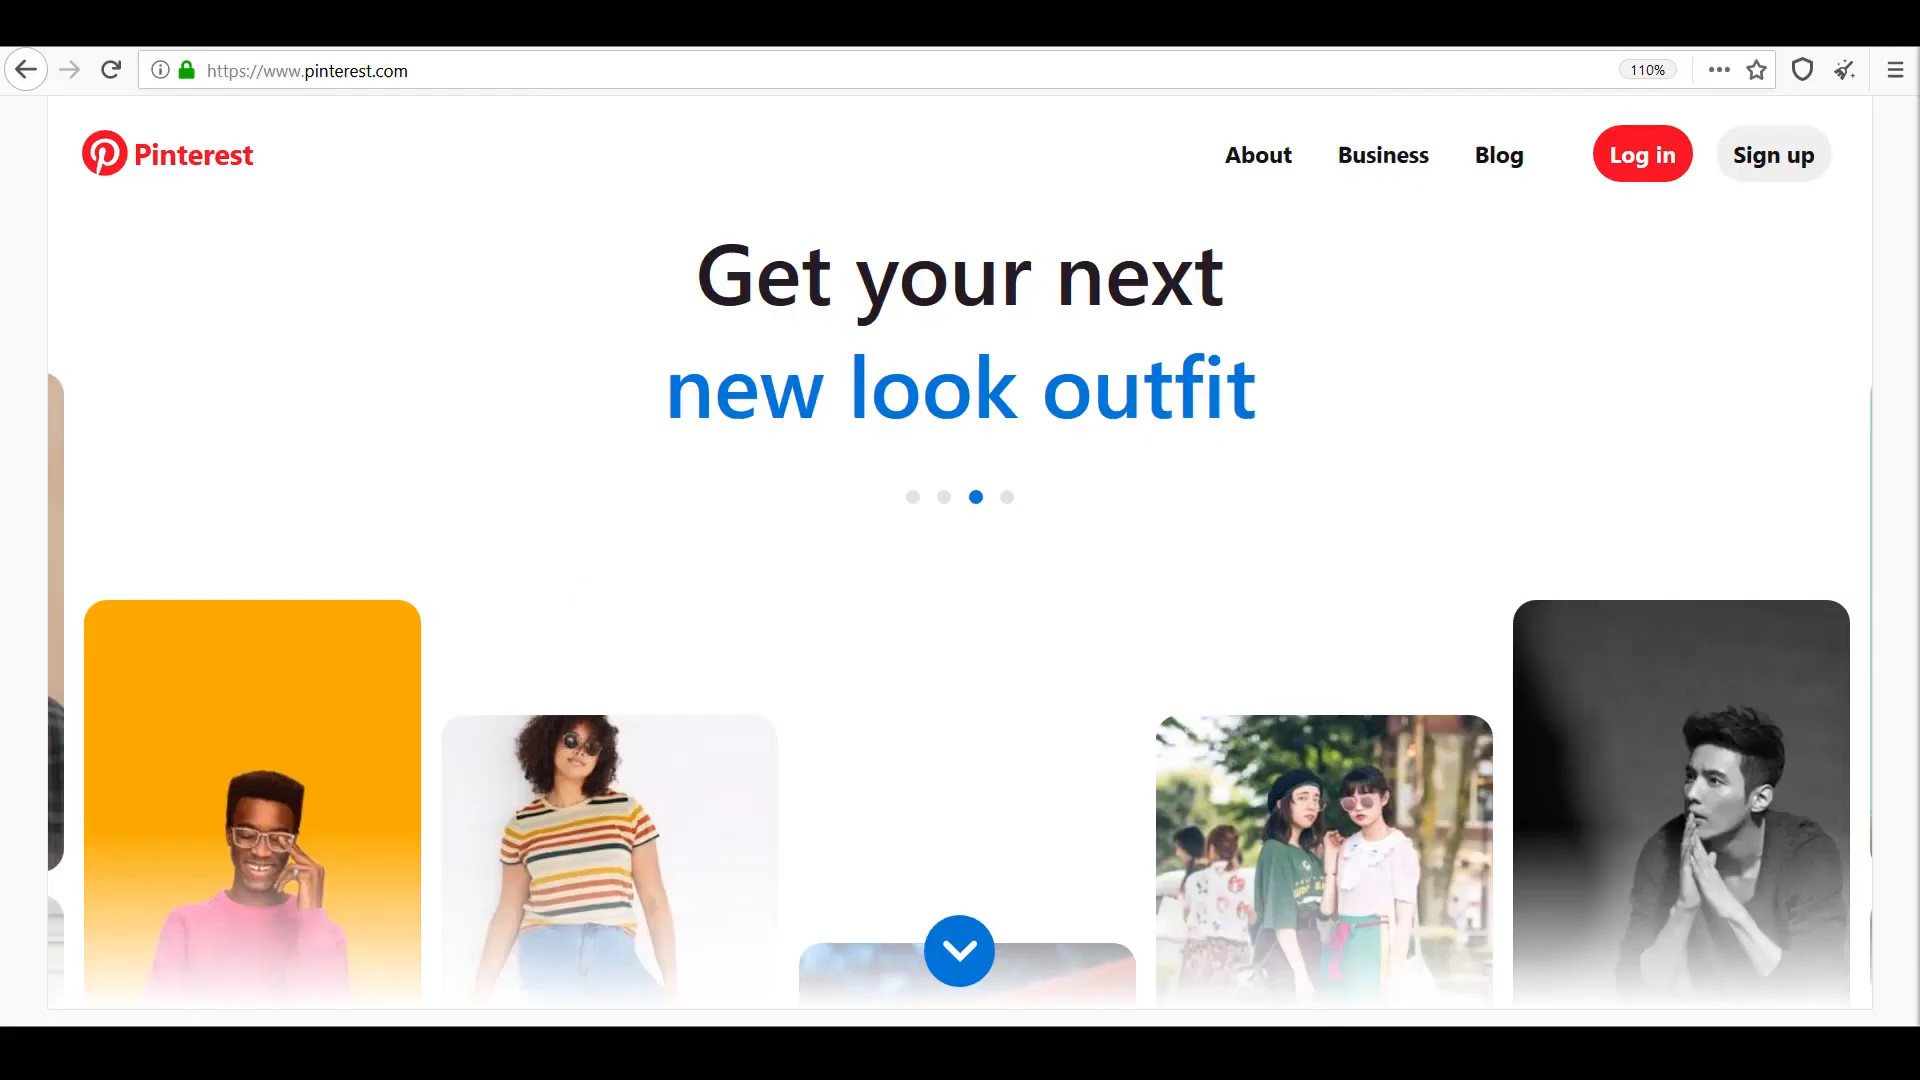 https://www.pinterest.com
110%
Pinterest
About
Business
Blog
Log in
Sign up
Get your next
new look outfit